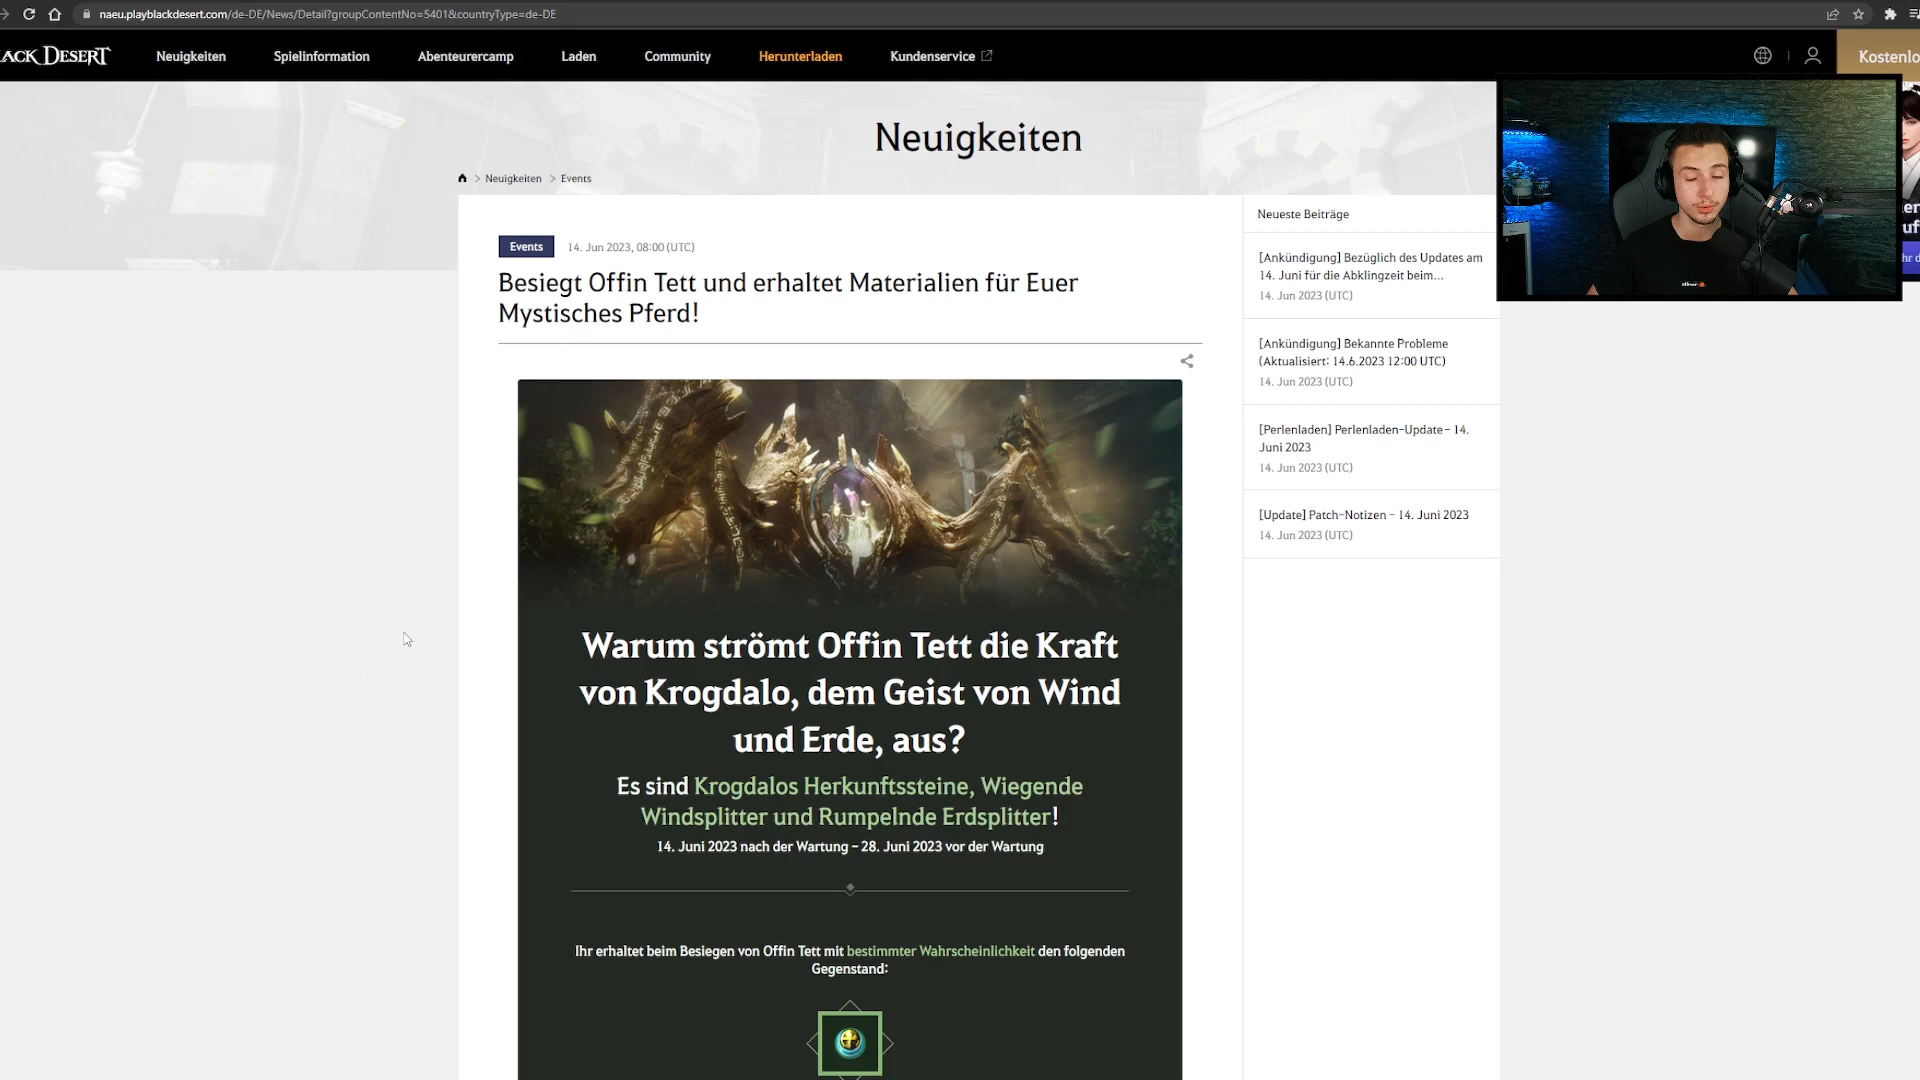 naeu.playblackdesert.com/de-DE/News/Detail?groupContentNo=5401&countryType=de-DE
ACK DESERT Neuigkeiten Spielinformation Abenteurercamp Laden Community Herunterladen Kundenservice Kostenlo
Neuigkeiten
Neuigkeiten > Events
Events 14. Jun 2023, 08:00 (UTC)
Besiegt Offin Tett und erhaltet Materialien für Euer
Mystisches Pferd!
Warum strömt Offin Tett die Kraft
von Krogdalo, dem Geist von Wind
und Erde, aus?
Es sind Krogdalos Herkunftssteine, Wiegende
Windsplitter und Rumpelnde Erdsplitter!
14. Juni 2023 nach der Wartung – 28. Juni 2023 vor der Wartung
Ihr erhaltet beim Besiegen von Offin Tett mit bestimmter Wahrscheinlichkeit den folgenden
Gegenstand:
Neueste Beiträge
[Ankündigung] Bezüglich des Updates am
14. Juni für die Abklingzeit beim...
14. Jun 2023 (UTC)
[Ankündigung] Bekannte Probleme
(Aktualisiert: 14.6.2023 12:00 UTC)
14. Jun 2023 (UTC)
[Perlenladen] Perlenladen-Update– 14.
Juni 2023
14. Jun 2023 (UTC)
[Update] Patch-Notizen – 14. Juni 2023
14. Jun 2023 (UTC)